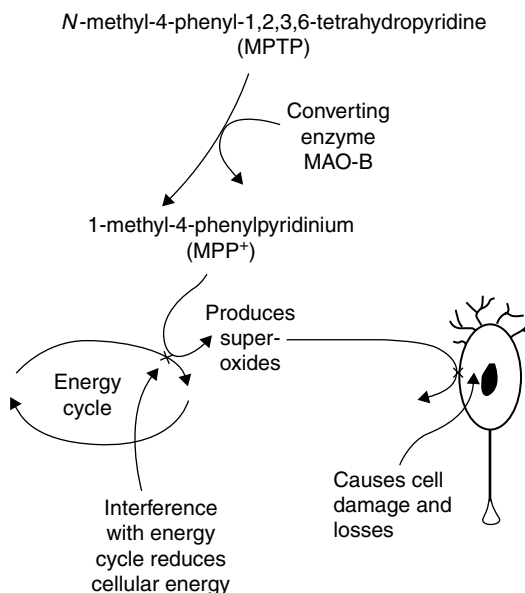 N-methyl-4-phenyl-1,2,3,6-tetrahydropyridine
(MPTP)
Converting
enzyme
MAO-B
1-methyl-4-phenylpyridinium
(MPP+)
Produces
super-
oxides
Energy
cycle
Causes cell
damage and
losses
Interference
with energy
cycle reduces
cellular energy